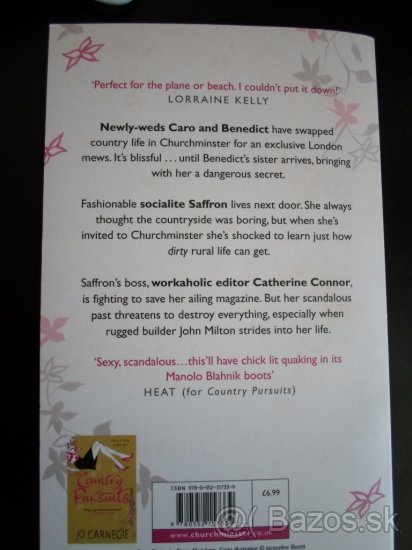 'Perfect for the plane or beach. I couldn't put it down!'
LORRAINE KELLY
Newly-weds Caro and Benedict have swapped
country life in Churchminster for an exclusive London
mews. It's blissful ... until Benedict's sister arrives, bringing
with her a dangerous secret.
Fashionable socialite Saffron lives next door. She always
thought the countryside was boring, but when she's
invited to Churchminster she's shocked to learn just how
dirty rural life can get.
Saffron's boss, workaholic editor Catherine Connor,
is fighting to save her ailing magazine. But her scandalous
past threatens to destroy everything, especially when
rugged builder John Milton strides into her life.
'Sexy, scandalous...this'll have chick lit quaking in its
Manolo Blahnik boots'
HEAT (for Country Pursuits)
Country
Pursuits
JO CARNEGIE
ISBN 978-0-552-15733-9
£6.99
www.churchminster.co.uk
Bazos.sk